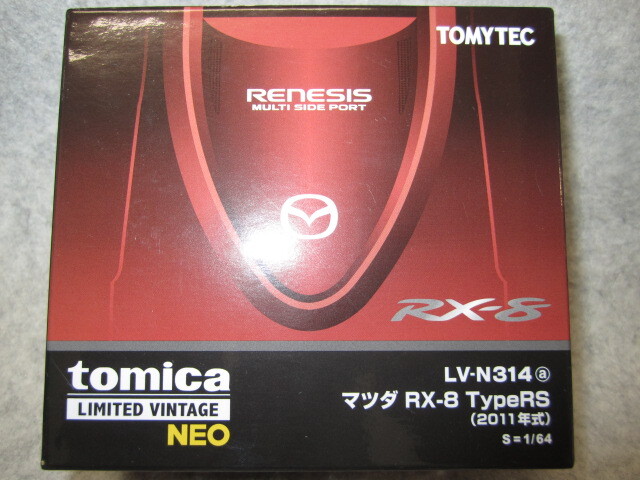 TOMYTEC
RENESIS
MULTI SIDE PORT
RX-8
tomica
LIMITED VINTAGE
NEO
LV-N314 ⓐ
マツダ RX-8 TypeRS
(2011年式)
S=1/64